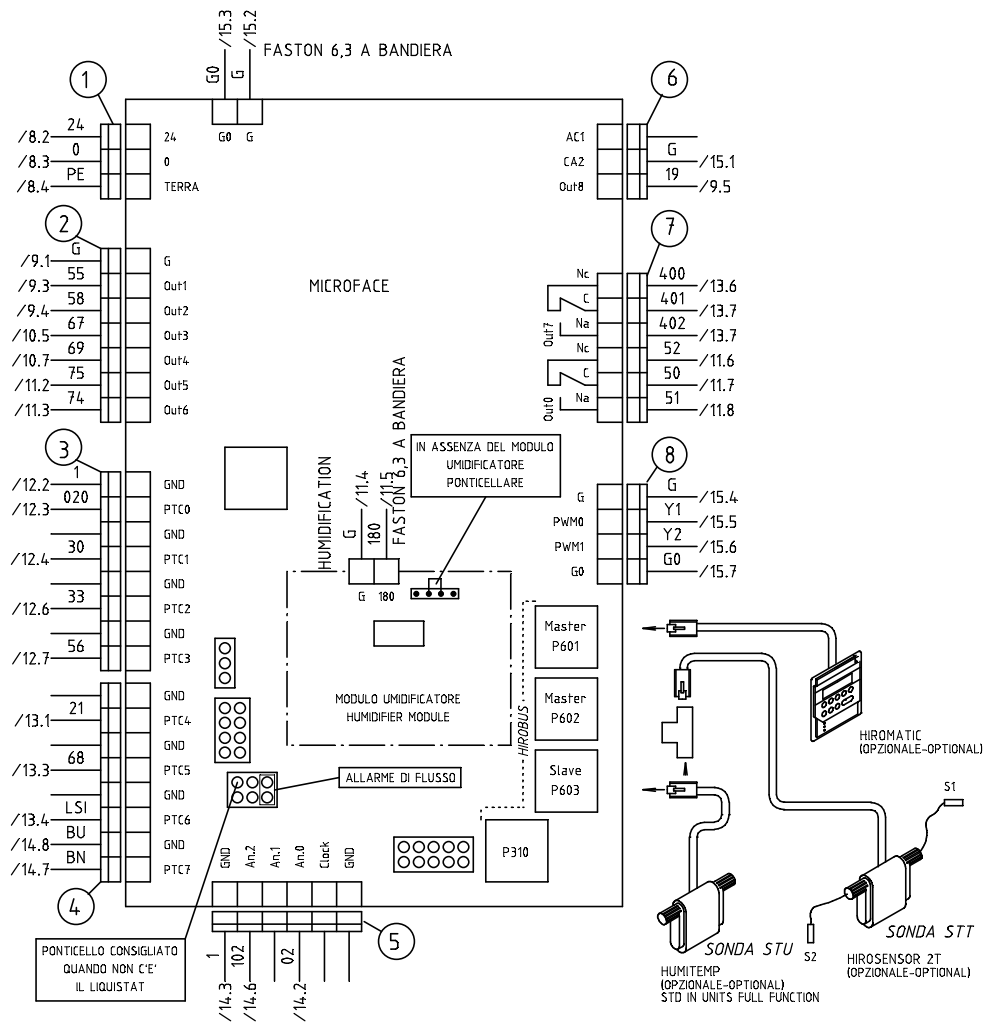 /15.3
/15.2
G0
G
FASTON 6,3 A BANDIERA
1
24
/8.2
0
/8.3
PE
/8.4
24
0
TERRA
G0 G
6
AC1
CA2
Out8
G
/15.1
19
/9.5
2
G
/9.1
55
/9.3
58
/9.4
67
/10.5
69
/10.7
75
/11.2
74
/11.3
G
Out1
Out2
Out3
Out4
Out5
Out6
MICROFACE
7
Nc
C
Na
Out7
Nc
C
Na
Out0
400
/13.6
401
/13.7
402
/13.7
52
/11.6
50
/11.7
51
/11.8
3
1
/12.2
020
/12.3
30
/12.4
33
/12.6
56
/12.7
GND
PTC0
GND
PTC1
GND
PTC2
GND
PTC3
HUMIDIFICATION
G
/11.4
180
/11.5
FASTON 6,3 A BANDIERA
IN ASSENZA DEL MODULO
UMIDIFICATORE
PONTICELLARE
8
G
PWM0
PWM1
G0
G
/15.4
Y1
/15.5
Y2
/15.6
G0
/15.7
G 180
MODULO UMIDIFICATORE
HUMIDIFIER MODULE
HIROBUS
Master
P601
Master
P602
Slave
P603
P310
HIROMATIC
(OPZIONALE-OPTIONAL)
21
/13.1
68
/13.3
LSI
/13.4
BU
/14.8
BN
/14.7
GND
PTC4
GND
PTC5
GND
PTC6
GND
PTC7
4
ALLARME DI FLUSSO
GND
An.2
An.1
An.0
Clock
GND
5
1
/14.3
102
/14.6
02
/14.2
PONTICELLO CONSIGLIATO
QUANDO NON C'E'
IL LIQUISTAT
S1
S2
SONDA STU
HUMITEMP
(OPZIONALE-OPTIONAL)
STD IN UNITS FULL FUNCTION
SONDA STT
HIROSENSOR 2T
(OPZIONALE-OPTIONAL)